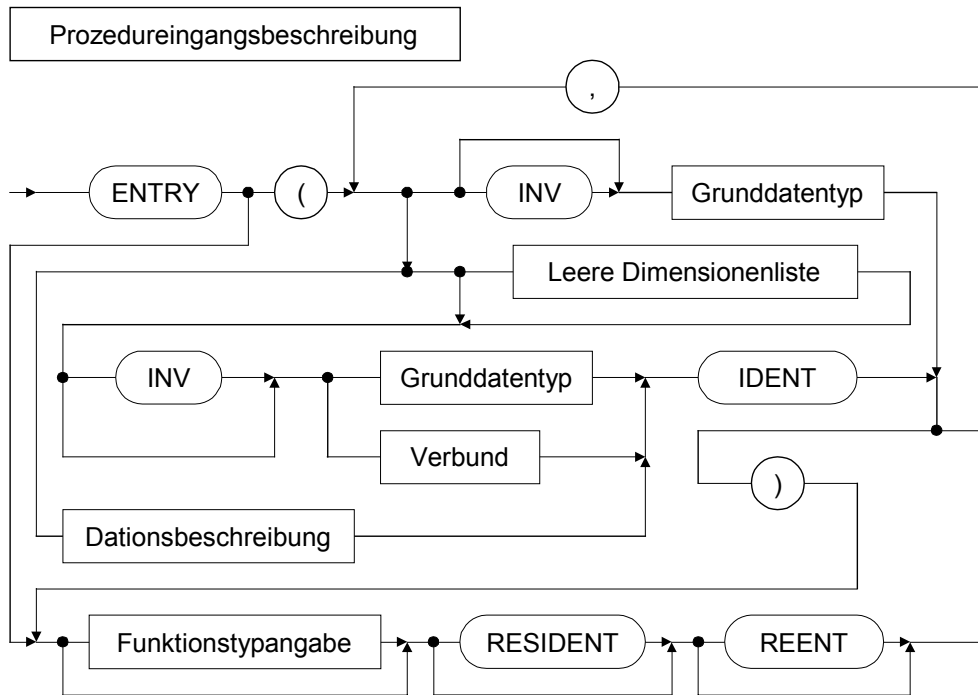 Prozedureingangsbeschreibung
,
ENTRY ( INV Grunddatentyp
Leere Dimensionenliste
INV Grunddatentyp IDENT
Verbund )
Dationsbeschreibung
Funktionstypangabe RESIDENT REENT